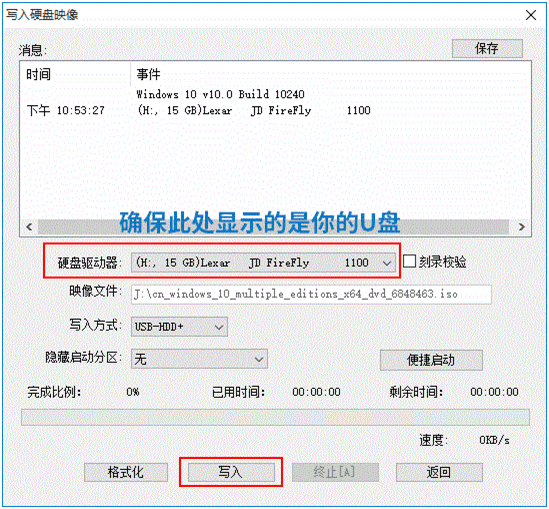 写入硬盘映像
消息:
保存
时间 事件
Windows 10 v10.0 Build 10240
下午 10:53:27 (H:, 15 GB)Lexar JD FireFly 1100
确保此处显示的是你的U盘
硬盘驱动器: (H:, 15 GB)Lexar JD FireFly 1100 刻录校验
映像文件: J:\cn_windows_10_multiple_editions_x64_dvd_6848463.iso
写入方式: USB-HDD+
隐藏启动分区: 无 便捷启动
完成比例: 0% 已用时间: 00:00:00 剩余时间: 00:00:00
速度: 0KB/s
格式化 写入 终止[A] 返回